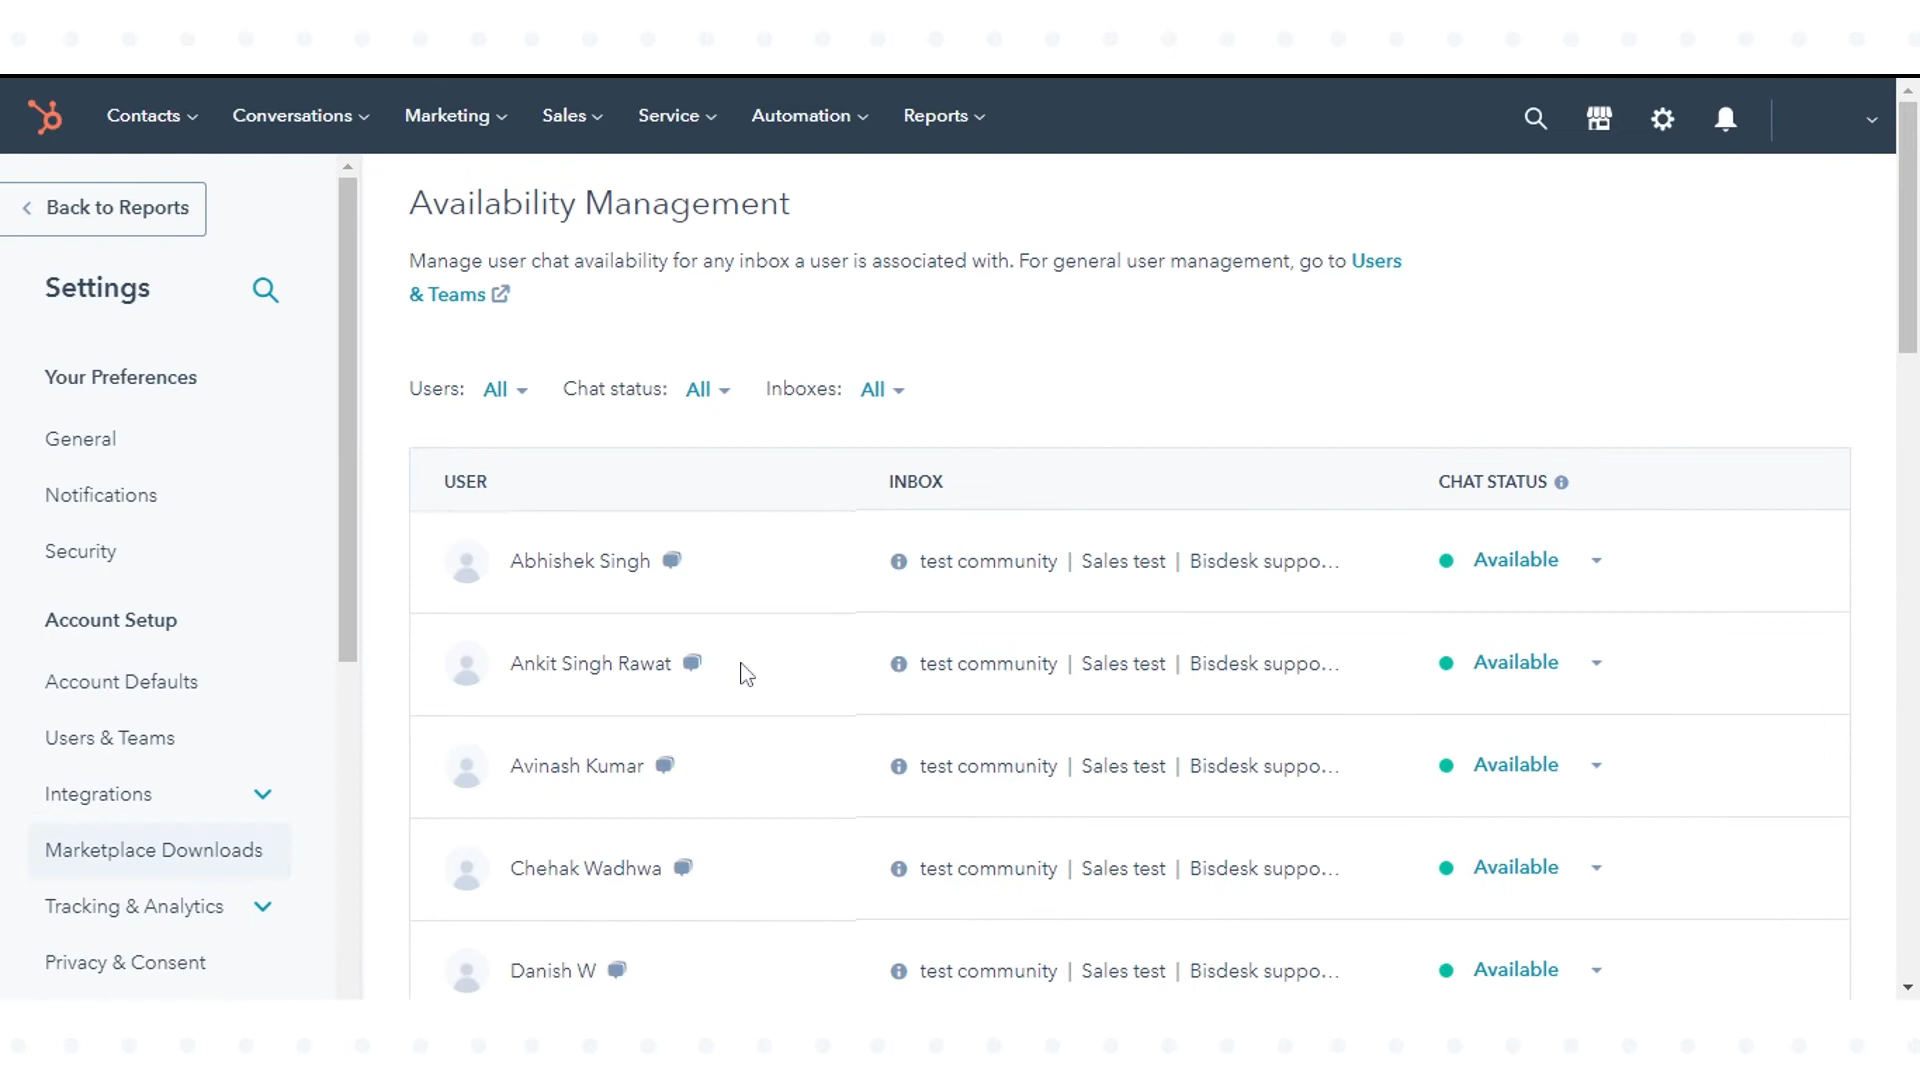 Contacts Conversations Marketing Sales Service Automation Reports
Back to Reports
Settings
Your Preferences
General
Notifications
Security
Account Setup
Account Defaults
Users & Teams
Integrations
Marketplace Downloads
Tracking & Analytics
Privacy & Consent
Availability Management
Manage user chat availability for any inbox a user is associated with. For general user management, go to Users
& Teams
Users: All Chat status: All Inboxes: All
USER INBOX CHAT STATUS
Abhishek Singh test community | Sales test | Bisdesk suppo... Available
Ankit Singh Rawat test community | Sales test | Bisdesk suppo... Available
Avinash Kumar test community | Sales test | Bisdesk suppo... Available
Chehak Wadhwa test community | Sales test | Bisdesk suppo... Available
Danish W test community | Sales test | Bisdesk suppo... Available